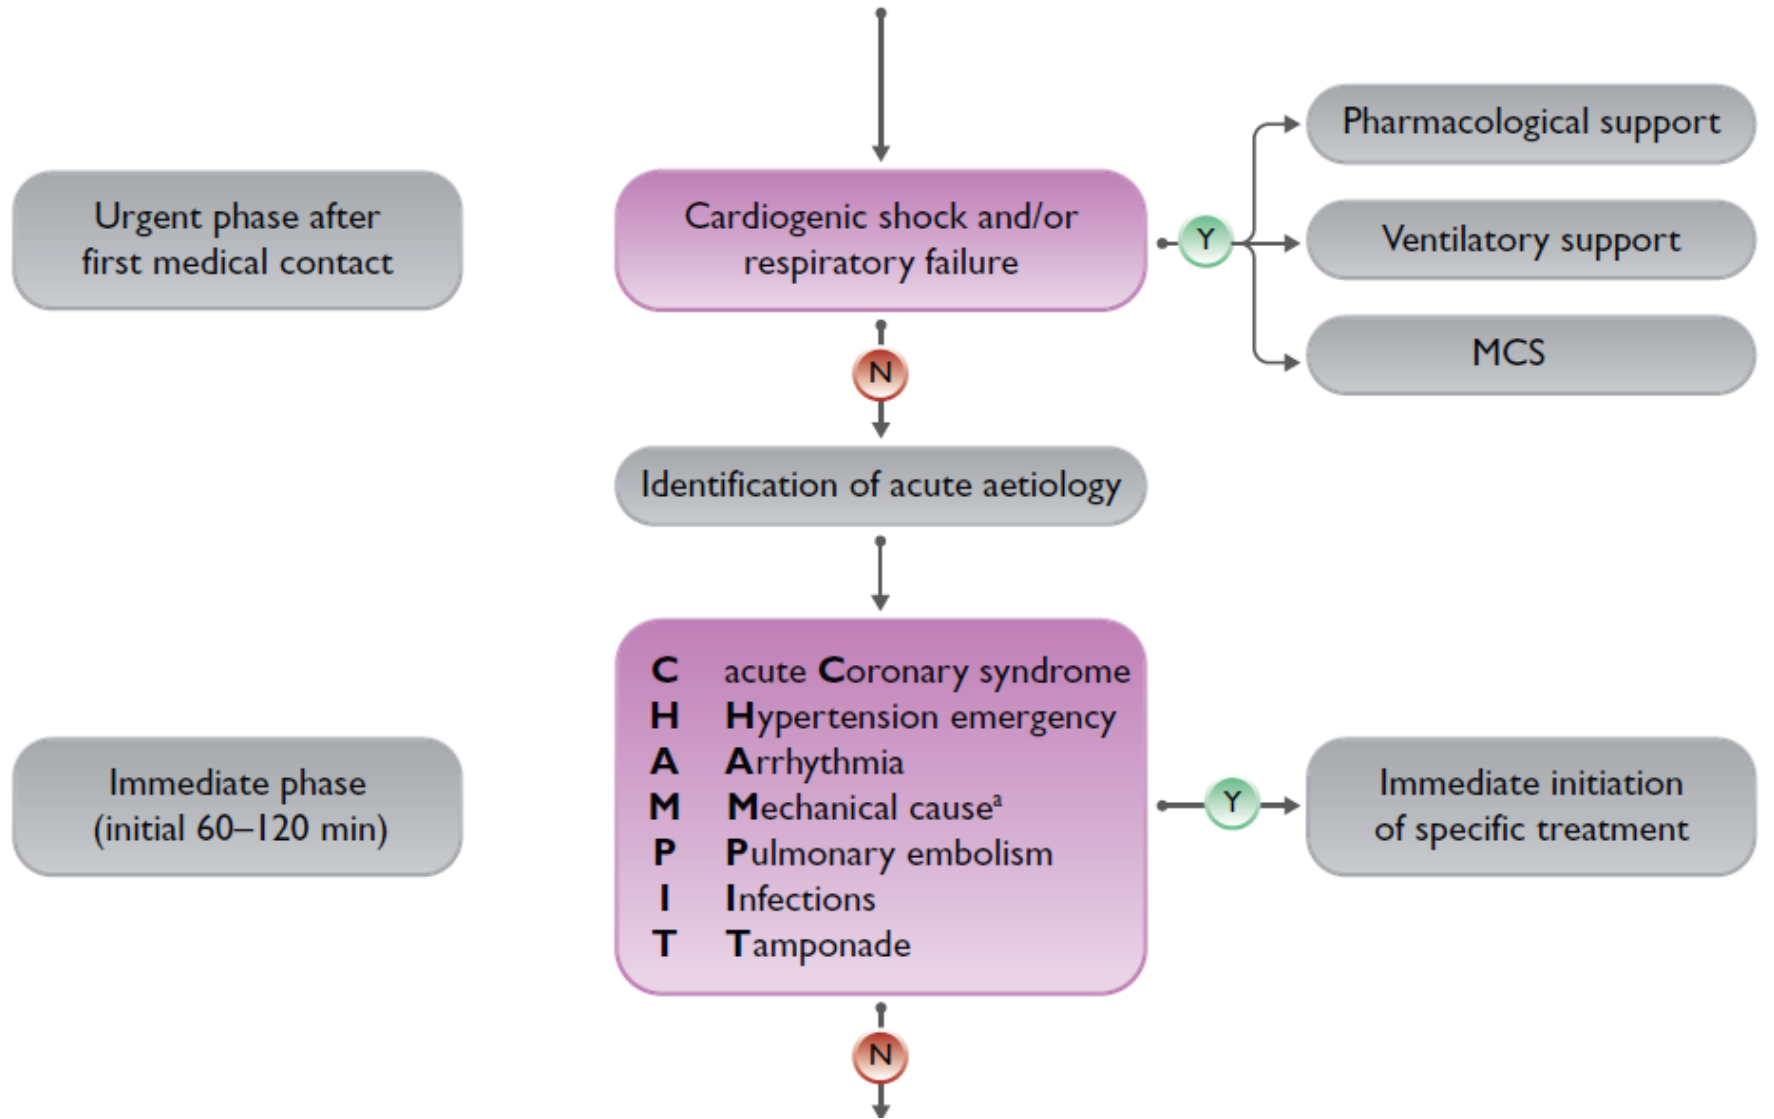 Pharmacological support
Urgent phase after
first medical contact
Cardiogenic shock and/or
respiratory failure
Y
Ventilatory support
MCS
N
Identification of acute aetiology
Immediate phase
(initial 60–120 min)
C acute Coronary syndrome
H Hypertension emergency
A Arrhythmia
M Mechanical causeᵃ
P Pulmonary embolism
I Infections
T Tamponade
Y
Immediate initiation
of specific treatment
N